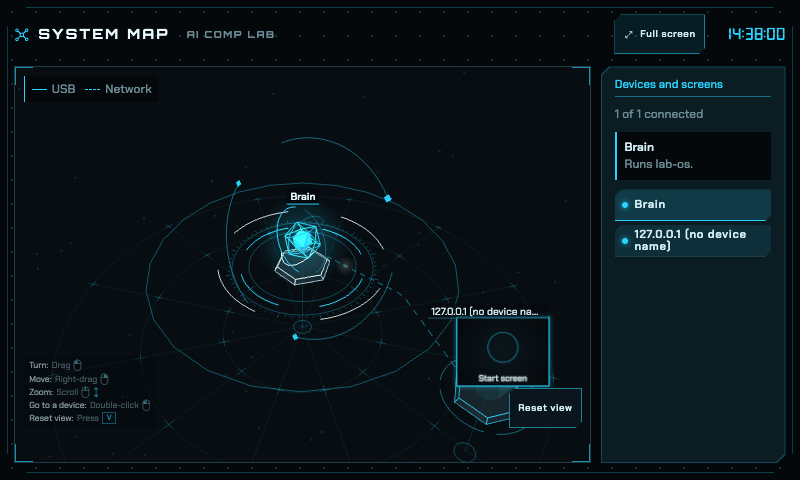 SYSTEM MAP AI COMP LAB
Full screen
14:38:00
USB Network
Brain
127.0.0.1 (no device na...
Start screen
Turn: Drag
Move: Right-drag
Zoom: Scroll
Go to a device: Double-click
Reset view: Press V
Reset view
Devices and screens
1 of 1 connected
Brain
Runs lab-os.
Brain
127.0.0.1 (no device
name)